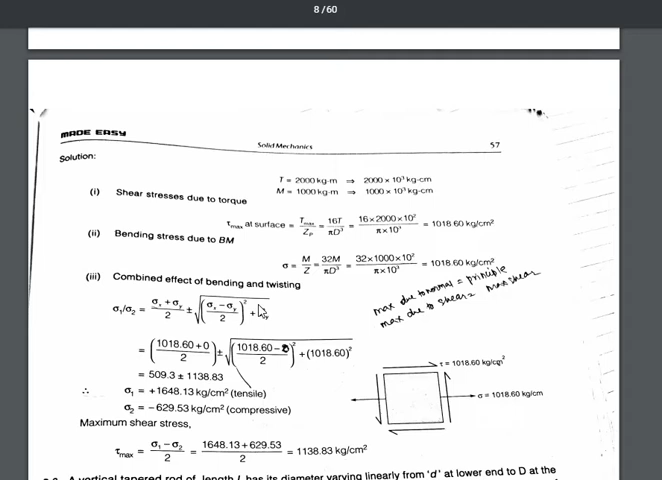 8 / 60
MADE EASY
Solid Mechanics 57
Solution:
T = 2000 kg-m ⇒ 2000 × 10² kg-cm
M = 1000 kg-m ⇒ 1000 × 10² kg-cm
(i) Shear stresses due to torque
τmax at surface = Tmax/ZP = 16T/πD³ = 16×2000×10²/π×10³ = 1018.60 kg/cm²
(ii) Bending stress due to BM
σ = M/Z = 32M/πD³ = 32×1000×10²/π×10³ = 1018.60 kg/cm²
(iii) Combined effect of bending and twisting
max due to normal = principle
max due to shear = max shear
σ₁/σ₂ = σx + σy/2 ± √(σx − σy/2)² +
= (1018.60 + 0/2) ± √(1018.60 − 0/2)² + (1018.60)²
τ = 1018.60 kg/cm²
= 509.3 ± 1138.83
∴ σ₁ = +1648.13 kg/cm² (tensile)
σ = 1018.60 kg/cm
σ₂ = −629.53 kg/cm² (compressive)
Maximum shear stress,
τmax = σ₁ − σ₂/2 = 1648.13 + 629.53/2 = 1138.83 kg/cm²
A vertical tapered rod of length L has its diameter varying linearly from 'd' at lower end to D at the